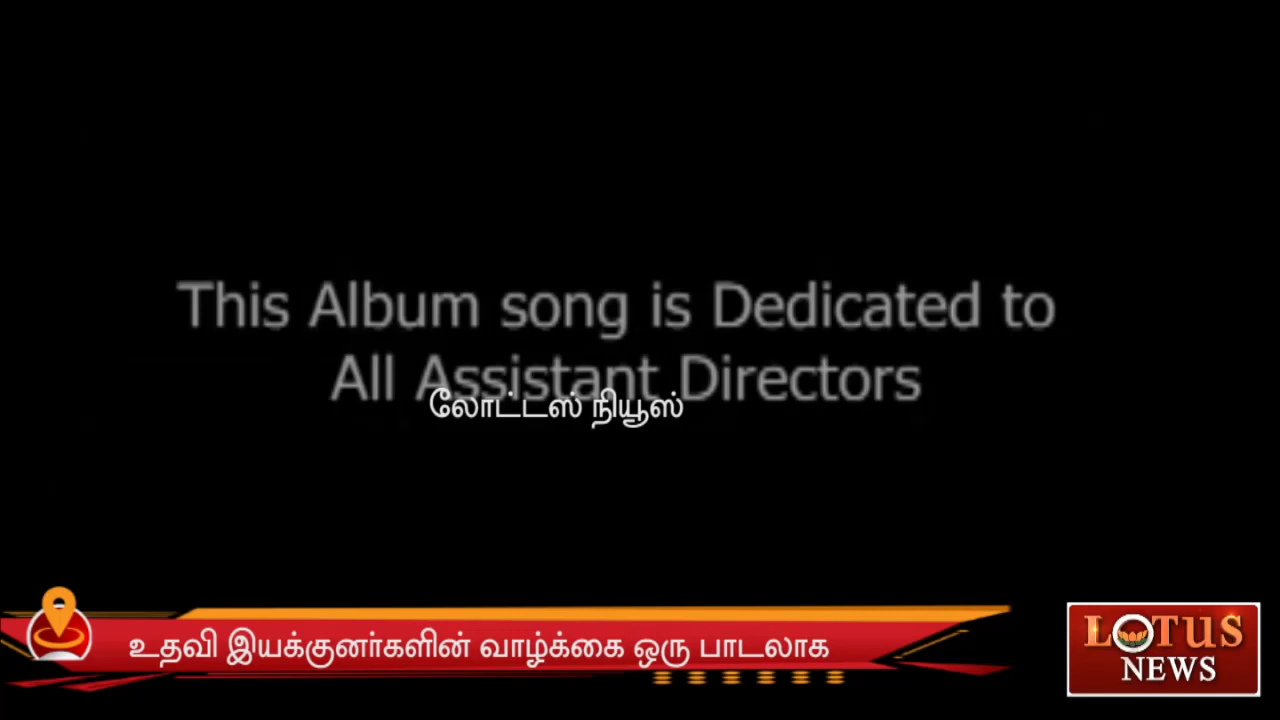 This Album song is Dedicated to
All Assistant Directors
லோட்டஸ் நியூஸ்
உதவி இயக்குனர்களின் வாழ்க்கை ஒரு பாடலாக
LOTUS
NEWS